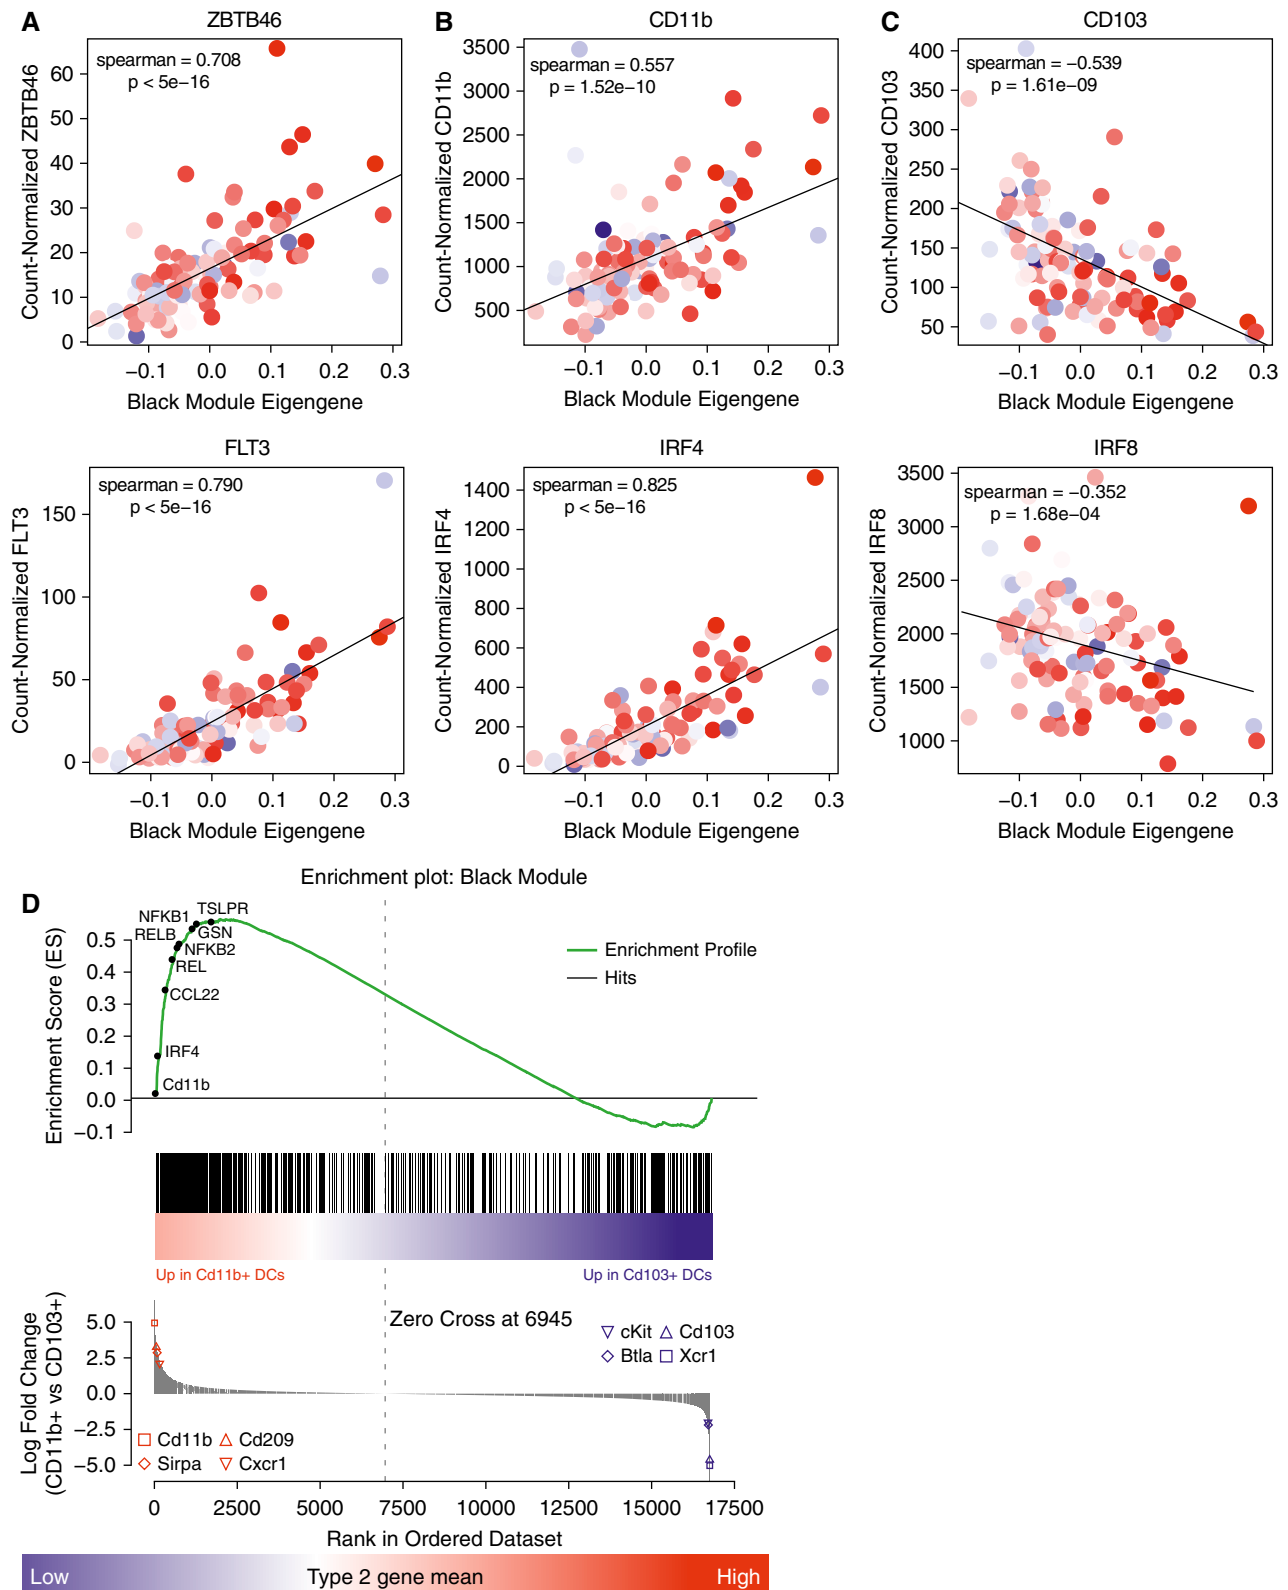 A
ZBTB46
spearman = 0.708
p < 5e−16
Count-Normalized ZBTB46
60
50
40
30
20
10
0
−0.1 0.0 0.1 0.2 0.3
Black Module Eigengene
B
CD11b
spearman = 0.557
p = 1.52e−10
Count-Normalized CD11b
3500
3000
2500
2000
1500
1000
500
−0.1 0.0 0.1 0.2 0.3
Black Module Eigengene
C
CD103
spearman = −0.539
p = 1.61e−09
Count-Normalized CD103
400
350
300
250
200
150
100
50
−0.1 0.0 0.1 0.2 0.3
Black Module Eigengene
FLT3
spearman = 0.790
p < 5e−16
Count-Normalized FLT3
150
100
50
0
−0.1 0.0 0.1 0.2 0.3
Black Module Eigengene
IRF4
spearman = 0.825
p < 5e−16
Count-Normalized IRF4
1400
1200
1000
800
600
400
200
0
−0.1 0.0 0.1 0.2 0.3
Black Module Eigengene
IRF8
spearman = −0.352
p = 1.68e−04
Count-Normalized IRF8
3500
3000
2500
2000
1500
1000
−0.1 0.0 0.1 0.2 0.3
Black Module Eigengene
D
Enrichment plot: Black Module
Enrichment Score (ES)
0.5
0.4
0.3
0.2
0.1
0.0
−0.1
TSLPR
NFKB1
GSN
RELB
NFKB2
REL
CCL22
IRF4
Cd11b
Enrichment Profile
Hits
Up in Cd11b+ DCs
Up in Cd103+ DCs
Log Fold Change
(CD11b+ vs CD103+)
5.0
2.5
0.0
−2.5
−5.0
Zero Cross at 6945
cKit Cd103
Btla Xcr1
Cd11b Cd209
Sirpa Cxcr1
0 2500 5000 7500 10000 12500 15000 17500
Rank in Ordered Dataset
Low Type 2 gene mean High